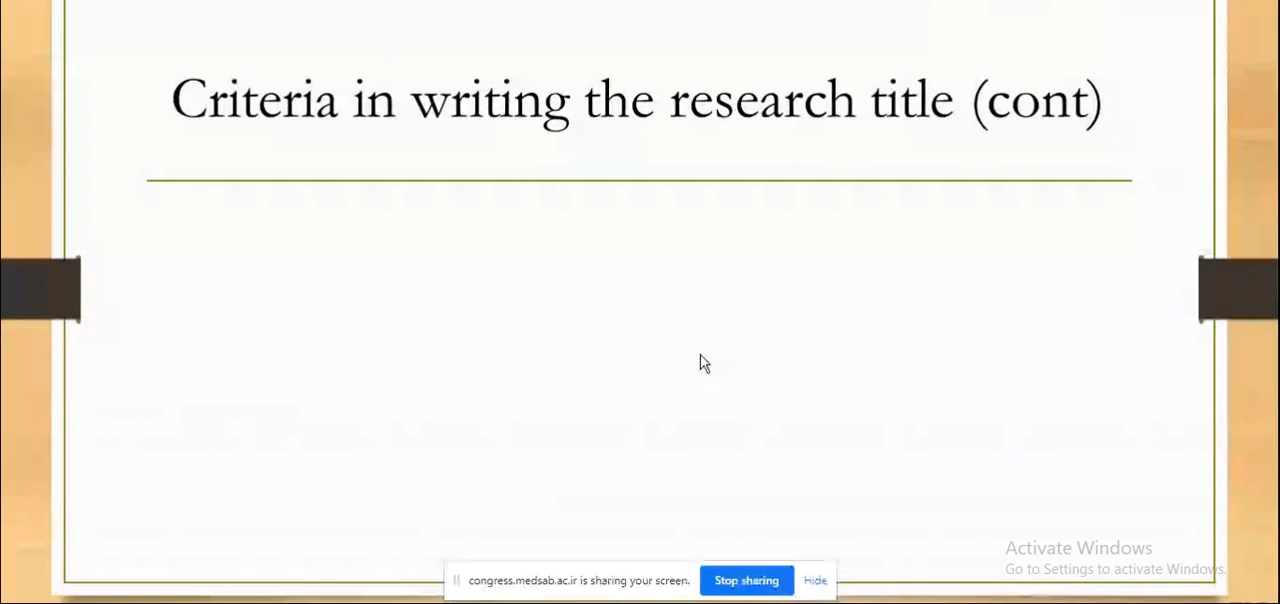 Criteria in writing the research title (cont)
Activate Windows
Go to Settings to activate Windows.
congress.medsab.ac.ir is sharing your screen.
Stop sharing
Hide